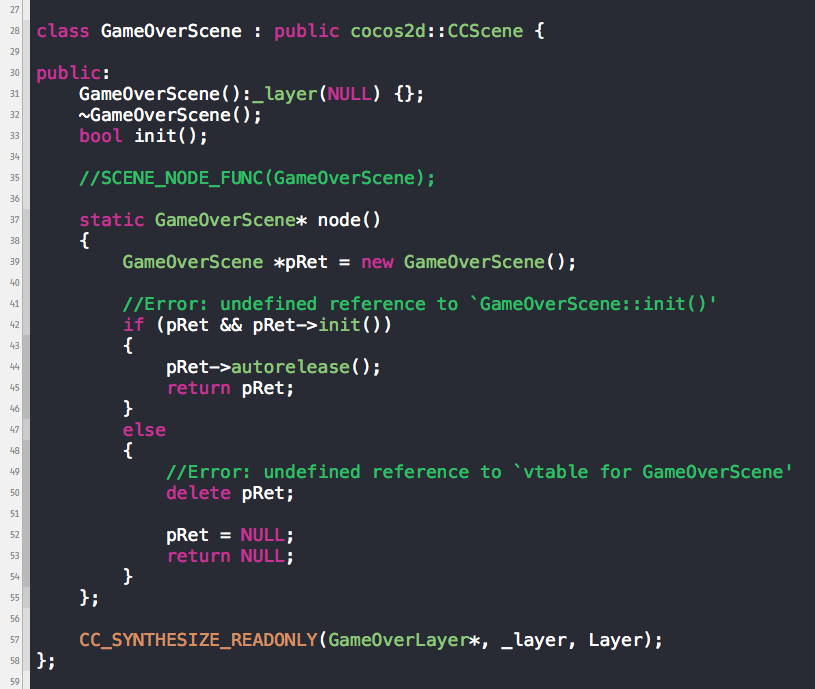 27
28 class GameOverScene : public cocos2d::CCScene {
29
30 public:
31 GameOverScene():_layer(NULL) {};
32 ~GameOverScene();
33 bool init();
34
35 //SCENE_NODE_FUNC(GameOverScene);
36
37 static GameOverScene* node()
38 {
39 GameOverScene *pRet = new GameOverScene();
40
41 //Error: undefined reference to `GameOverScene::init()'
42 if (pRet && pRet->init())
43 {
44 pRet->autorelease();
45 return pRet;
46 }
47 else
48 {
49 //Error: undefined reference to `vtable for GameOverScene'
50 delete pRet;
51
52 pRet = NULL;
53 return NULL;
54 }
55 };
56
57 CC_SYNTHESIZE_READONLY(GameOverLayer*, _layer, Layer);
58 };
59